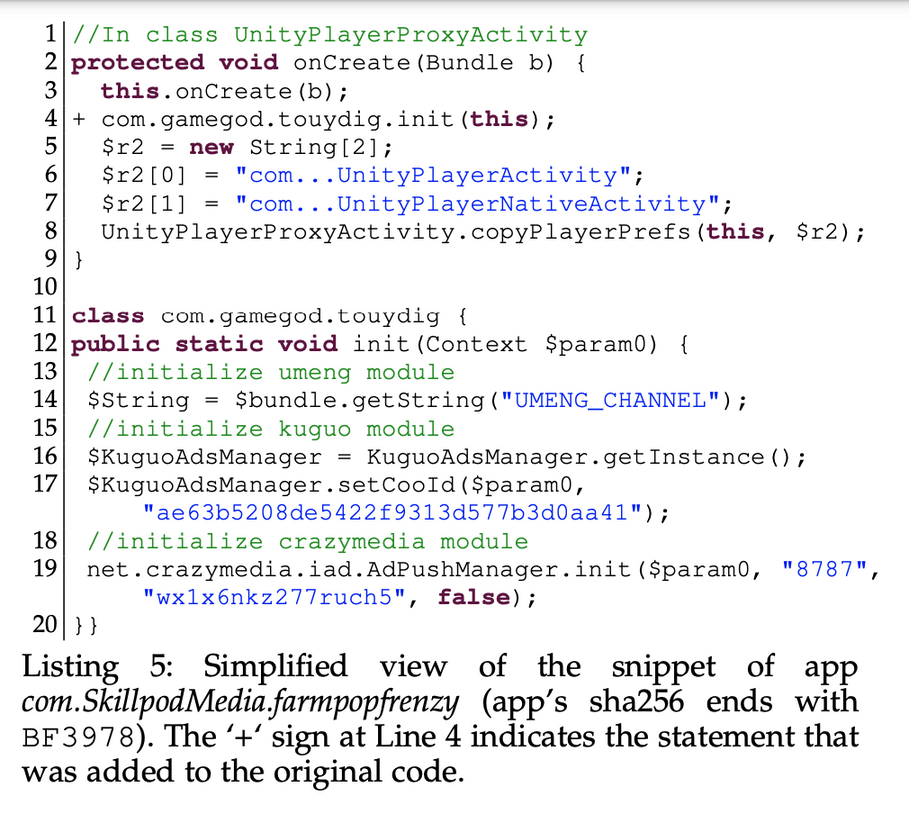 1 //In class UnityPlayerProxyActivity
2 protected void onCreate(Bundle b) {
3   this.onCreate(b);
4 + com.gamegod.touydig.init(this);
5   $r2 = new String[2];
6   $r2[0] = "com...UnityPlayerActivity";
7   $r2[1] = "com...UnityPlayerNativeActivity";
8   UnityPlayerProxyActivity.copyPlayerPrefs(this, $r2);
9 }
10
11 class com.gamegod.touydig {
12 public static void init(Context $param0) {
13  //initialize umeng module
14  $String = $bundle.getString("UMENG_CHANNEL");
15  //initialize kuguo module
16  $KuguoAdsManager = KuguoAdsManager.getInstance();
17  $KuguoAdsManager.setCooId($param0,
     "ae63b5208de5422f9313d577b3d0aa41");
18  //initialize crazymedia module
19  net.crazymedia.iad.AdPushManager.init($param0, "8787",
     "wx1x6nkz277ruch5", false);
20 }}
Listing 5: Simplified view of the snippet of app
com.SkillpodMedia.farmpopfrenzy (app's sha256 ends with
BF3978). The ‘+‘ sign at Line 4 indicates the statement that
was added to the original code.